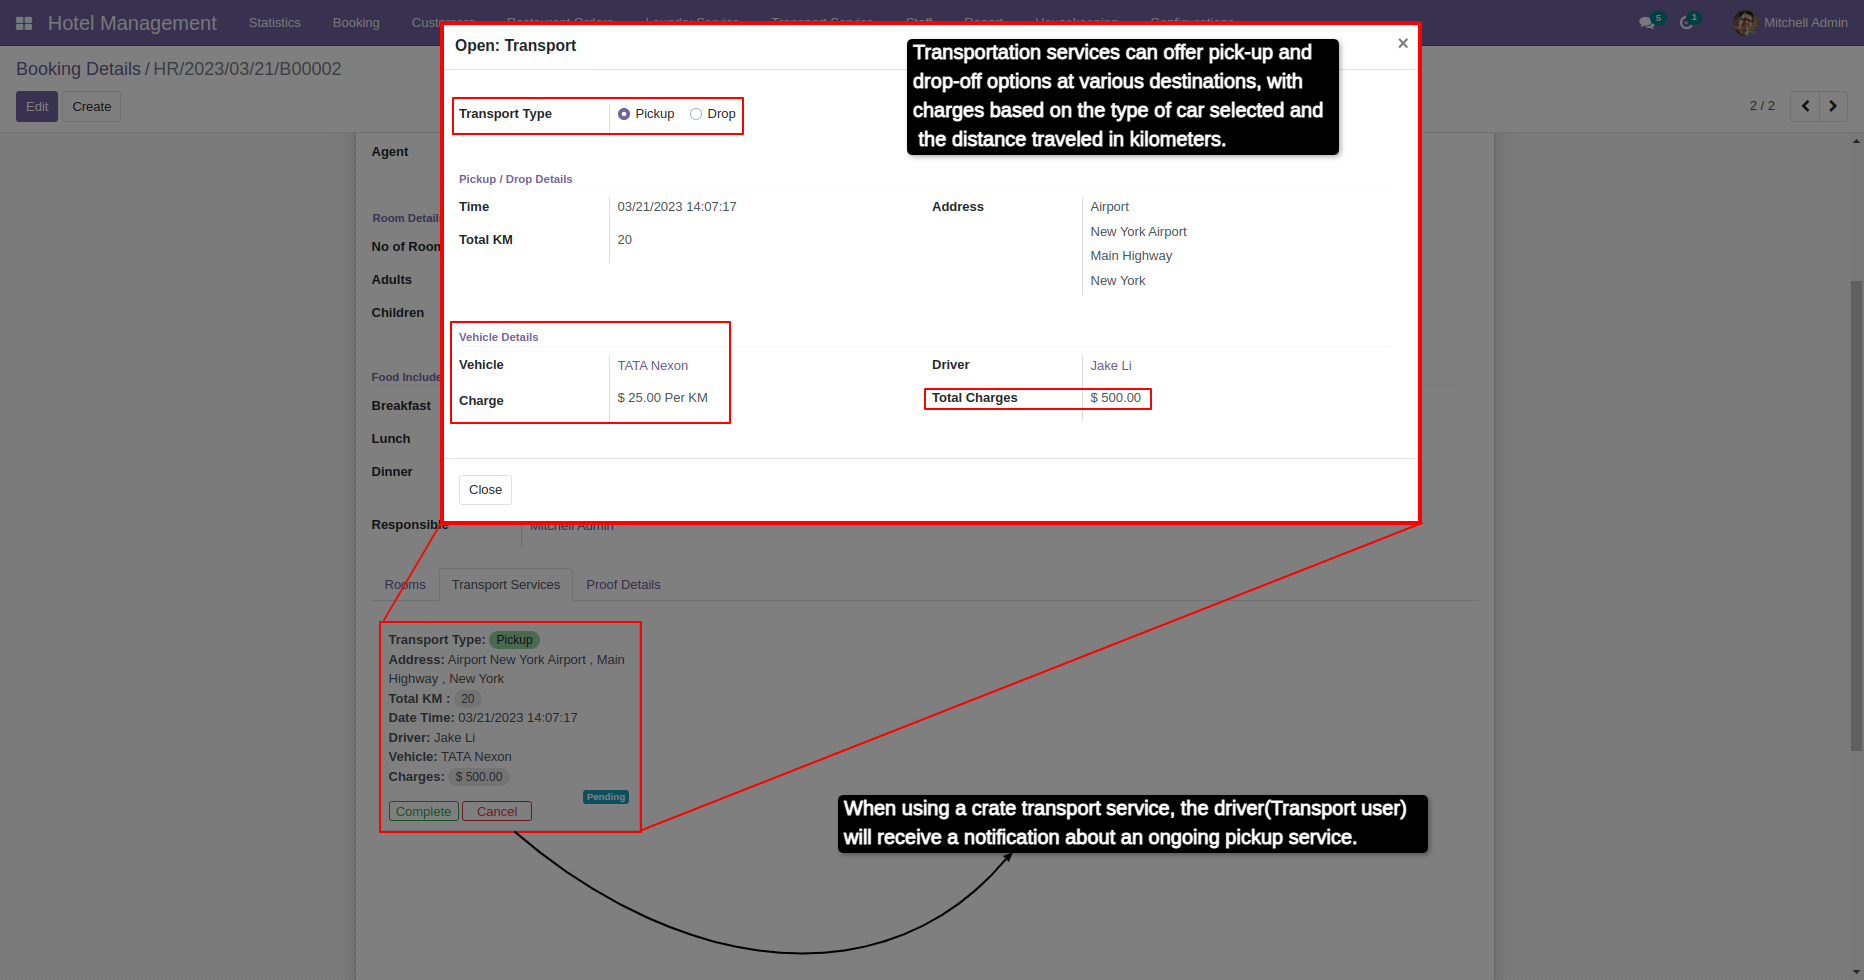 Hotel Management
Statistics
Booking
Customers
Restaurant Orders
Laundry Service
Transport Service
Staff
Report
Housekeeping
Configurations
5
1
Mitchell Admin
Booking Details / HR/2023/03/21/B00002
Edit
Create
2 / 2
Open: Transport
×
Transportation services can offer pick-up and
drop-off options at various destinations, with
charges based on the type of car selected and
the distance traveled in kilometers.
Transport Type
Pickup
Drop
Pickup / Drop Details
Time
03/21/2023 14:07:17
Total KM
20
Address
Airport
New York Airport
Main Highway
New York
Vehicle Details
Vehicle
TATA Nexon
Charge
$ 25.00 Per KM
Driver
Jake Li
Total Charges
$ 500.00
Close
Agent
Room Details
No of Room
Adults
Children
Food Include
Breakfast
Lunch
Dinner
Responsible
Mitchell Admin
Rooms
Transport Services
Proof Details
Transport Type: Pickup
Address: Airport New York Airport , Main
Highway , New York
Total KM : 20
Date Time: 03/21/2023 14:07:17
Driver: Jake Li
Vehicle: TATA Nexon
Charges: $ 500.00
Pending
Complete
Cancel
When using a crate transport service, the driver(Transport user)
will receive a notification about an ongoing pickup service.